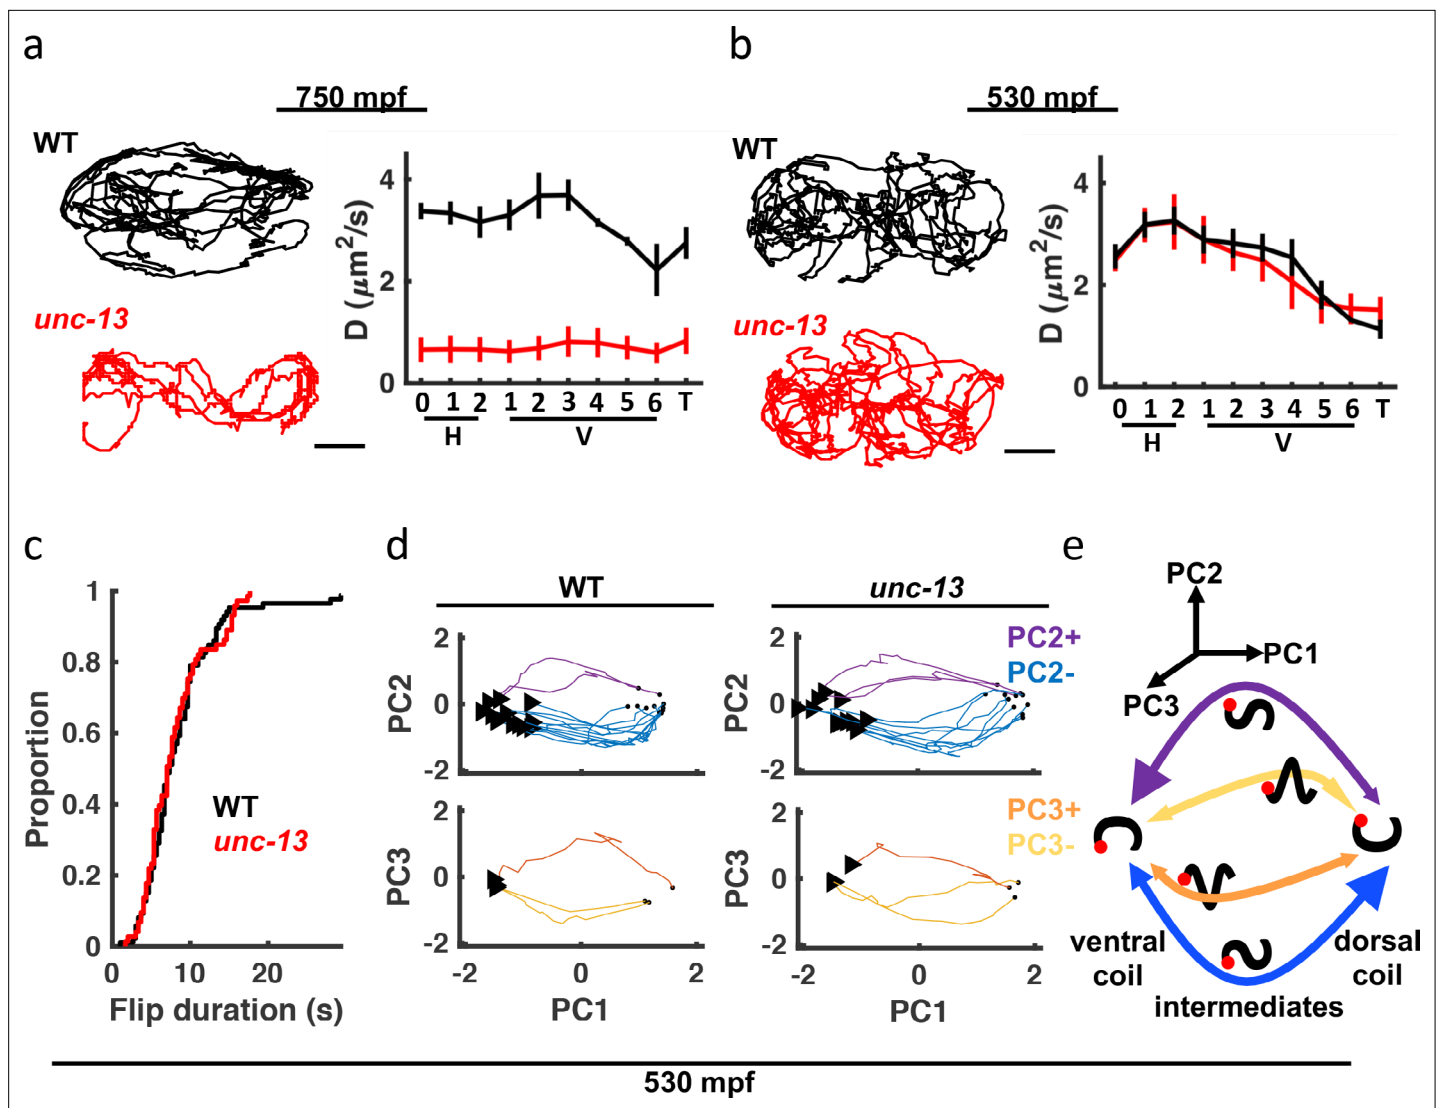 a
750 mpf
WT
unc-13
D (μm²/s)
4
2
0
0 1 2 1 2 3 4 5 6 T
H V
b
530 mpf
WT
unc-13
D (μm²/s)
4
2
0
0 1 2 1 2 3 4 5 6 T
H V
c
Proportion
1
0.8
0.6
0.4
0.2
0
0 10 20
Flip duration (s)
WT
unc-13
d
WT
PC2
2
0
-2
PC3
2
0
-2
-2 0 2
PC1
unc-13
PC2+
PC2-
PC2
2
0
-2
PC3+
PC3-
PC3
2
0
-2
-2 0 2
PC1
e
PC2
PC1
PC3
ventral
coil
dorsal
coil
intermediates
530 mpf